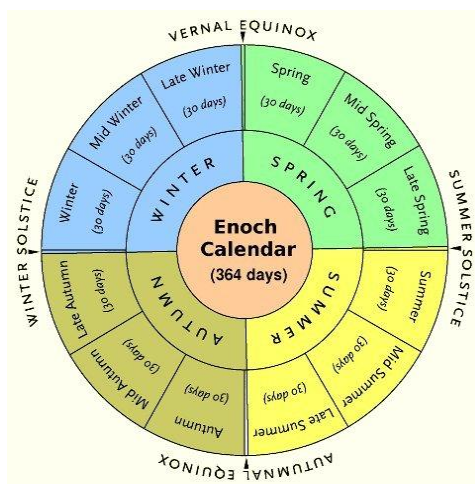 VERNAL EQUINOX
Late Winter
(30 days)
Spring
(30 days)
Mid Winter
(30 days)
Mid Spring
(30 days)
Winter
(30 days)
Late Spring
(30 days)
WINTER
SPRING
WINTER SOLSTICE
SUMMER SOLSTICE
Enoch
Calendar
(364 days)
AUTUMN
SUMMER
Late Autumn
(30 days)
Summer
(30 days)
Mid Autumn
(30 days)
Mid Summer
(30 days)
Autumn
(30 days)
Late Summer
(30 days)
AUTUMNAL EQUINOX